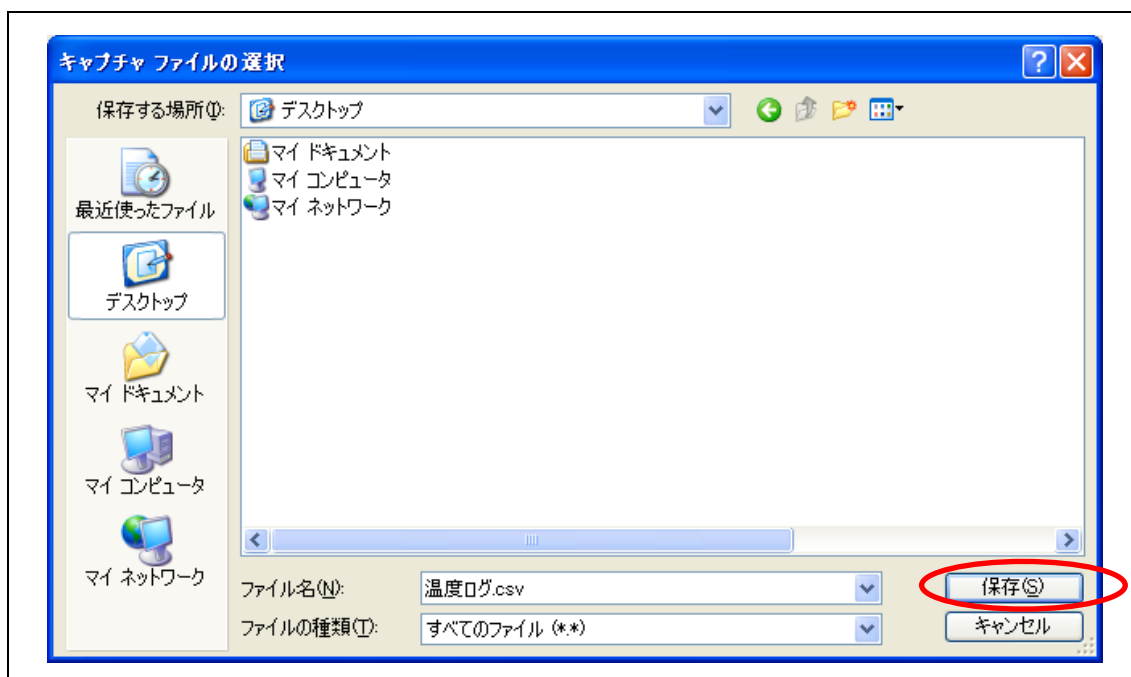 キャプチャ ファイルの選択
保存する場所(I):
デスクトップ
マイ ドキュメント
マイ コンピュータ
マイ ネットワーク
最近使ったファイル
デスクトップ
マイ ドキュメント
マイ コンピュータ
マイ ネットワーク
ファイル名(N):
温度ログ.csv
保存(S)
ファイルの種類(T):
すべてのファイル (*.*)
キャンセル